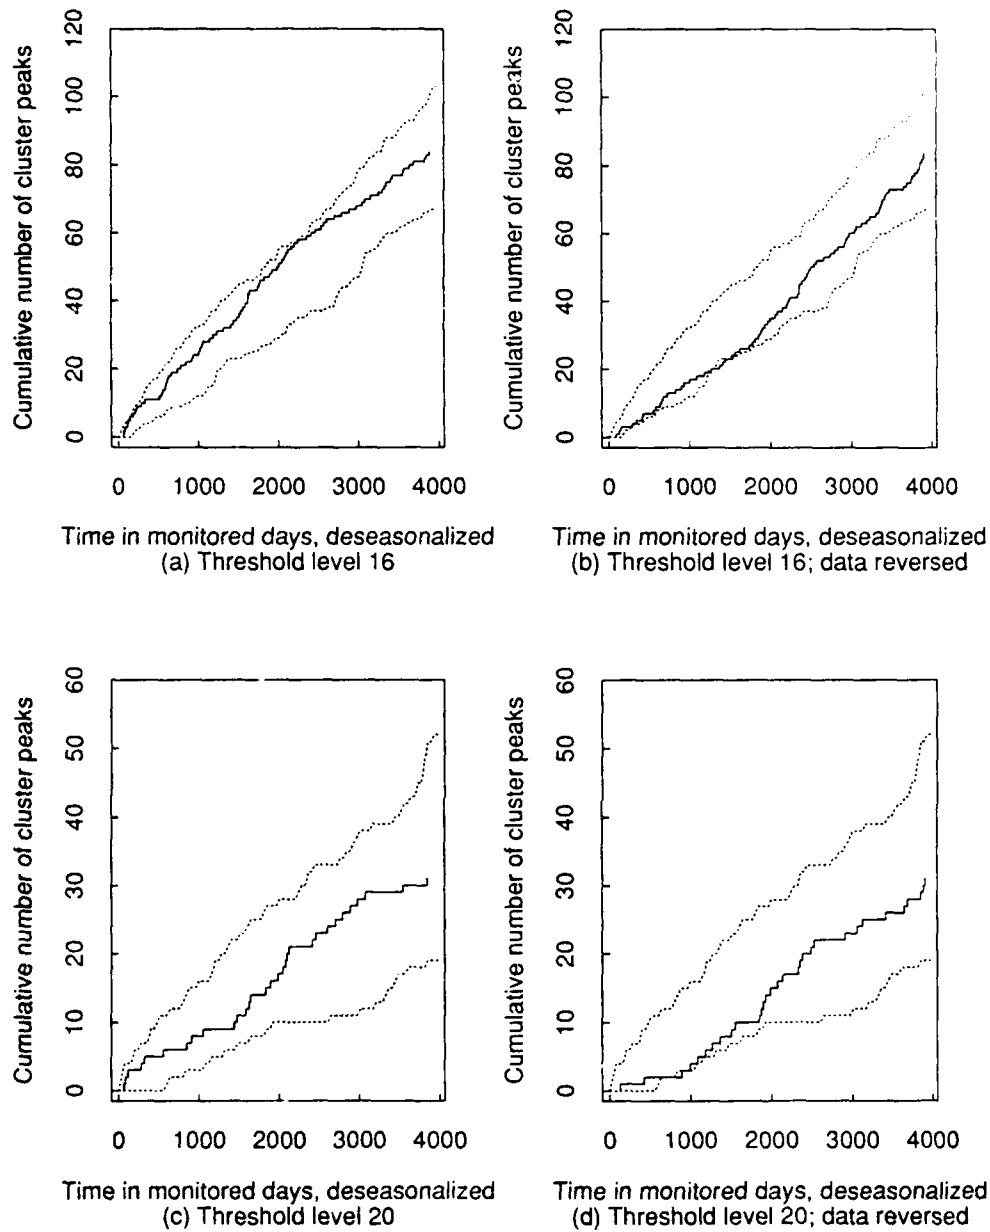 Cumulative number of cluster peaks
0 20 40 60 80 100 120
0 1000 2000 3000 4000
Time in monitored days, deseasonalized
(a) Threshold level 16
Cumulative number of cluster peaks
0 20 40 60 80 100 120
0 1000 2000 3000 4000
Time in monitored days, deseasonalized
(b) Threshold level 16; data reversed
Cumulative number of cluster peaks
0 10 20 30 40 50 60
0 1000 2000 3000 4000
Time in monitored days, deseasonalized
(c) Threshold level 20
Cumulative number of cluster peaks
0 10 20 30 40 50 60
0 1000 2000 3000 4000
Time in monitored days, deseasonalized
(d) Threshold level 20; data reversed